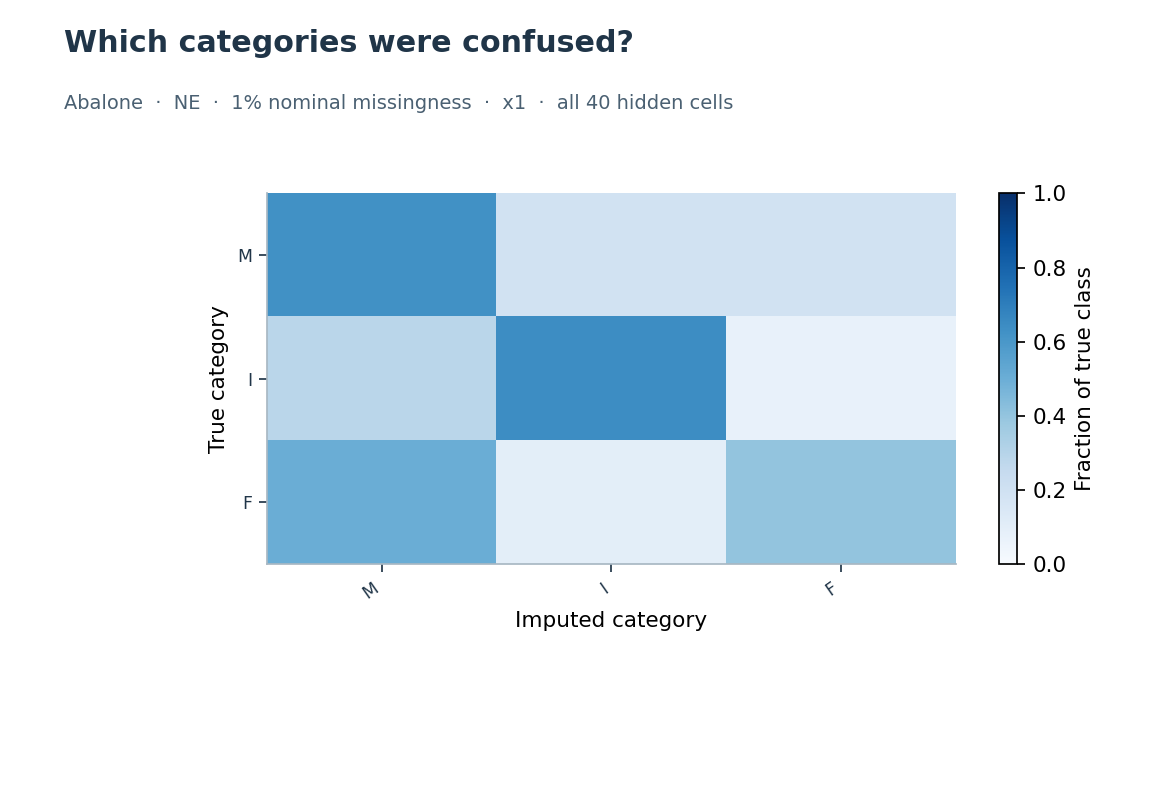 Which categories were confused?
Abalone · NE · 1% nominal missingness · x1 · all 40 hidden cells
M
I
F
True category
M
I
F
Imputed category
1.0
0.8
0.6
0.4
0.2
0.0
Fraction of true class